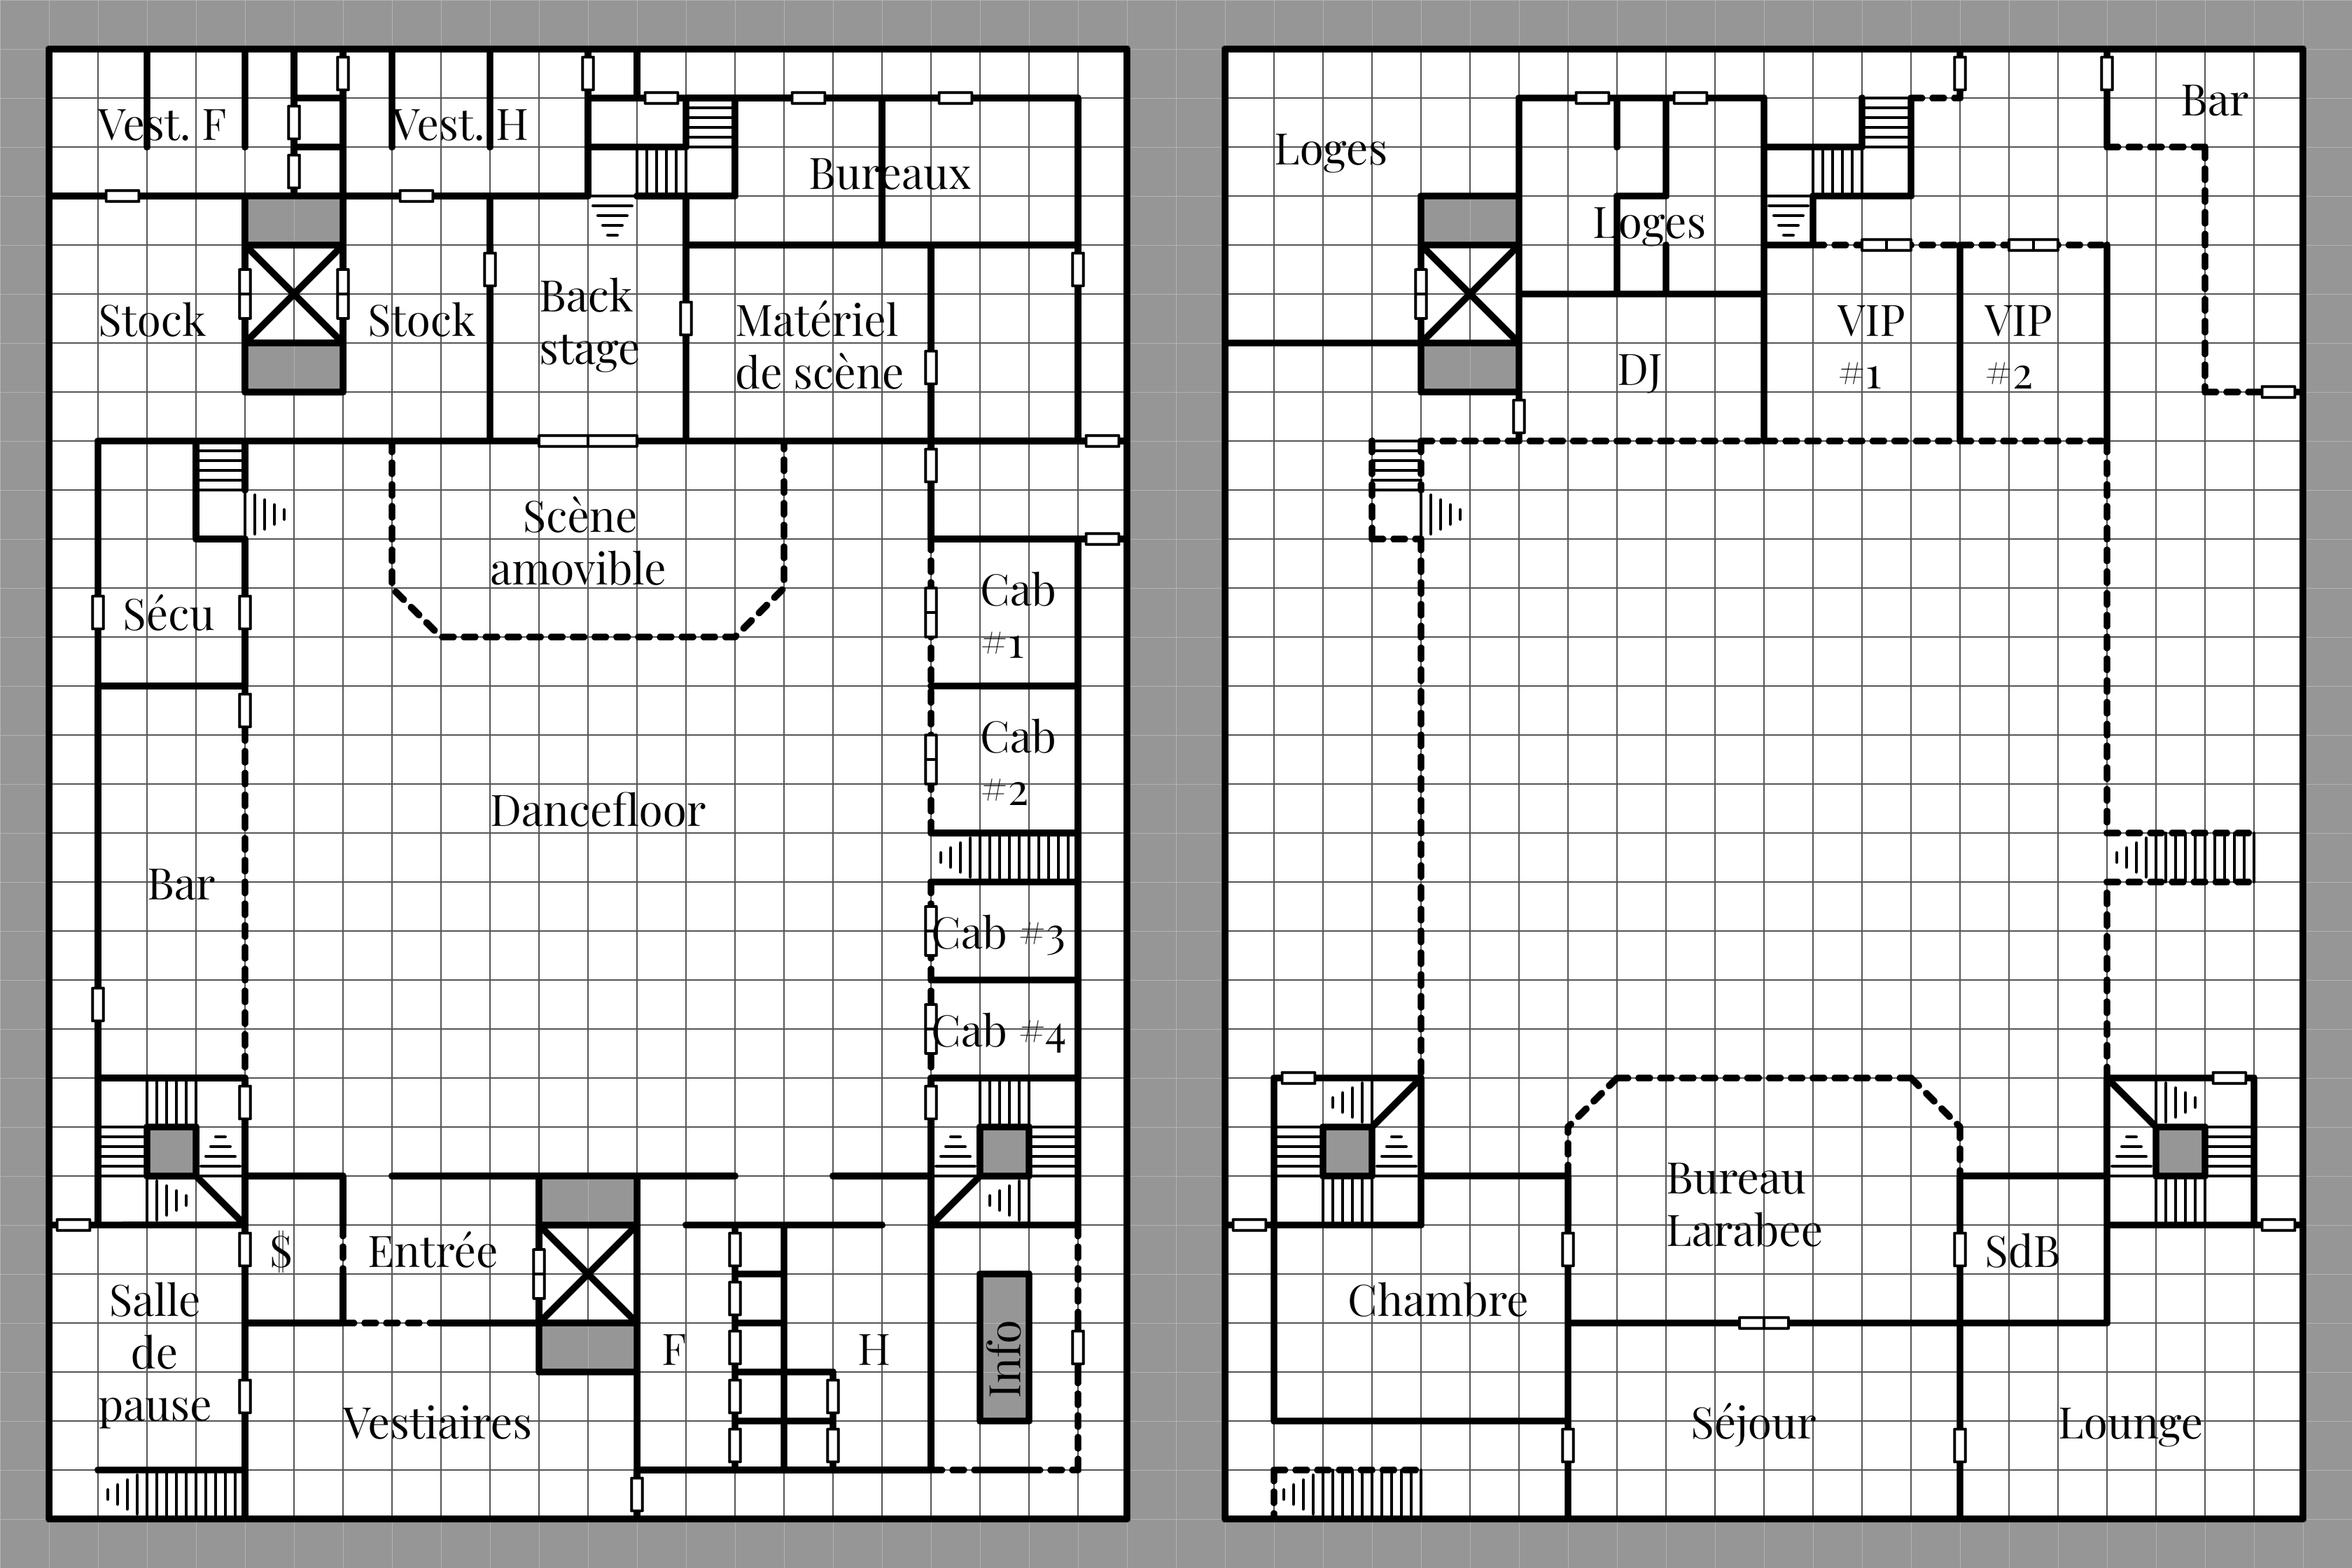 Vest. F
Vest. H
Bureaux
Stock
Stock
Back
stage
Matériel
de scène
Scène
amovible
Sécu
Cab
#1
Cab
#2
Dancefloor
Bar
Cab #3
Cab #4
$
Entrée
Salle
de
pause
F
H
Info
Vestiaires
Bar
Loges
Loges
VIP
#1
VIP
#2
DJ
Bureau
Larabee
SdB
Chambre
Séjour
Lounge